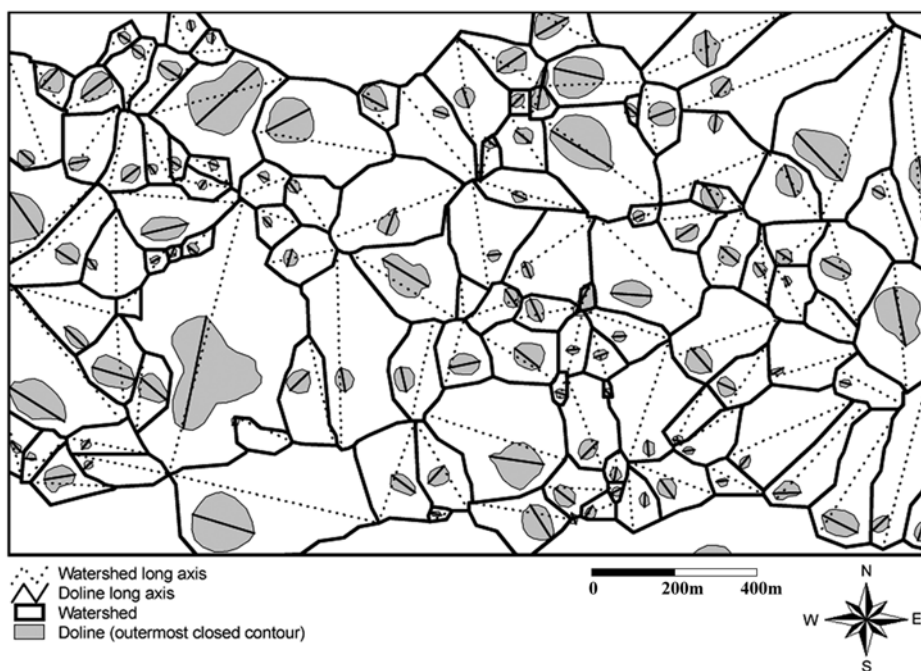 Watershed long axis
Doline long axis
Watershed
Doline (outermost closed contour)
0 200m 400m
N
W E
S